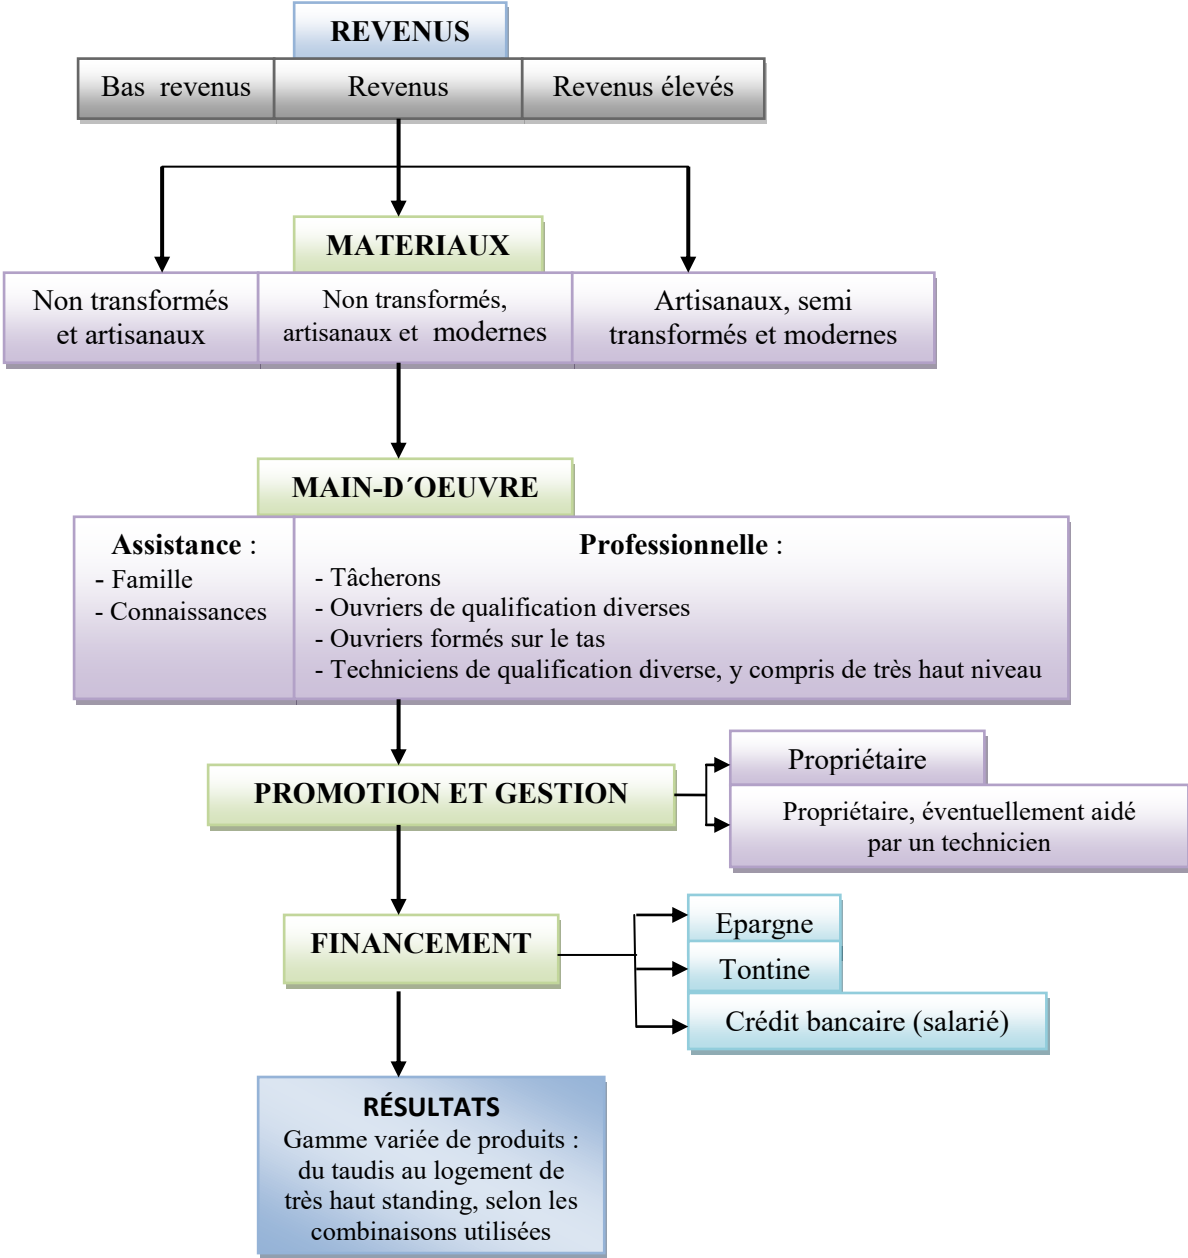 REVENUS
Bas revenus
Revenus
Revenus élevés
MATERIAUX
Non transformés
et artisanaux
Non transformés,
artisanaux et modernes
Artisanaux, semi
transformés et modernes
MAIN-D´OEUVRE
Assistance :
- Famille
- Connaissances
Professionnelle :
- Tâcherons
- Ouvriers de qualification diverses
- Ouvriers formés sur le tas
- Techniciens de qualification diverse, y compris de très haut niveau
PROMOTION ET GESTION
Propriétaire
Propriétaire, éventuellement aidé
par un technicien
FINANCEMENT
Epargne
Tontine
Crédit bancaire (salarié)
RÉSULTATS
Gamme variée de produits :
du taudis au logement de
très haut standing, selon les
combinaisons utilisées